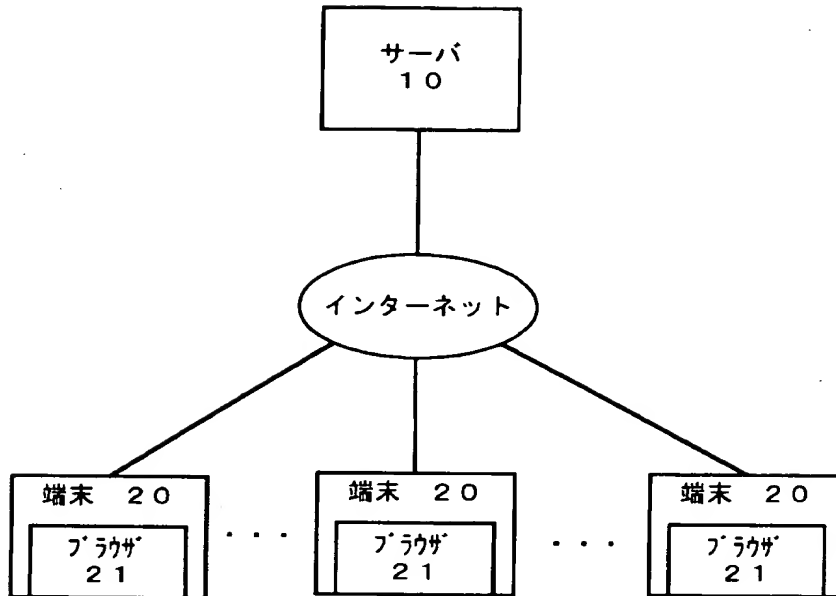 サーバ
１０
インターネット
端末　２０
ﾌﾞﾗｳｻﾞ
２１
・・・
端末　２０
ﾌﾞﾗｳｻﾞ
２１
・・・
端末　２０
ﾌﾞﾗｳｻﾞ
２１